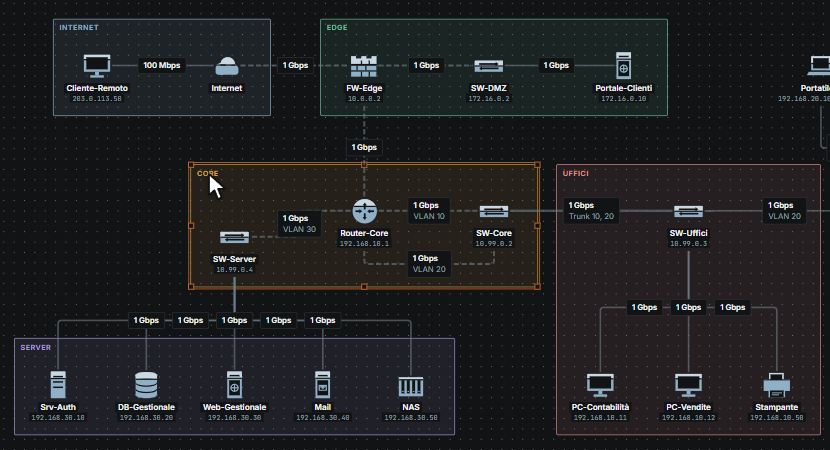 INTERNET
100 Mbps
Cliente-Remoto
203.0.113.50
Internet
1 Gbps
EDGE
FW-Edge
10.0.0.2
1 Gbps
SW-DMZ
172.16.0.2
1 Gbps
Portale-Clienti
172.16.0.10
192.168.20.10
1 Gbps
CORE
1 Gbps
VLAN 30
Router-Core
192.168.10.1
1 Gbps
VLAN 10
SW-Core
10.99.0.2
SW-Server
10.99.0.4
1 Gbps
VLAN 20
UFFICI
1 Gbps
Trunk 10, 20
SW-Uffici
10.99.0.3
1 Gbps
VLAN 20
1 Gbps
1 Gbps
1 Gbps
PC-Contabilità
192.168.10.11
PC-Vendite
192.168.10.12
Stampante
192.168.10.50
1 Gbps
1 Gbps
1 Gbps
1 Gbps
1 Gbps
SERVER
Srv-Auth
192.168.30.10
DB-Gestionale
192.168.30.20
Web-Gestionale
192.168.30.30
Mail
192.168.30.40
NAS
192.168.30.50